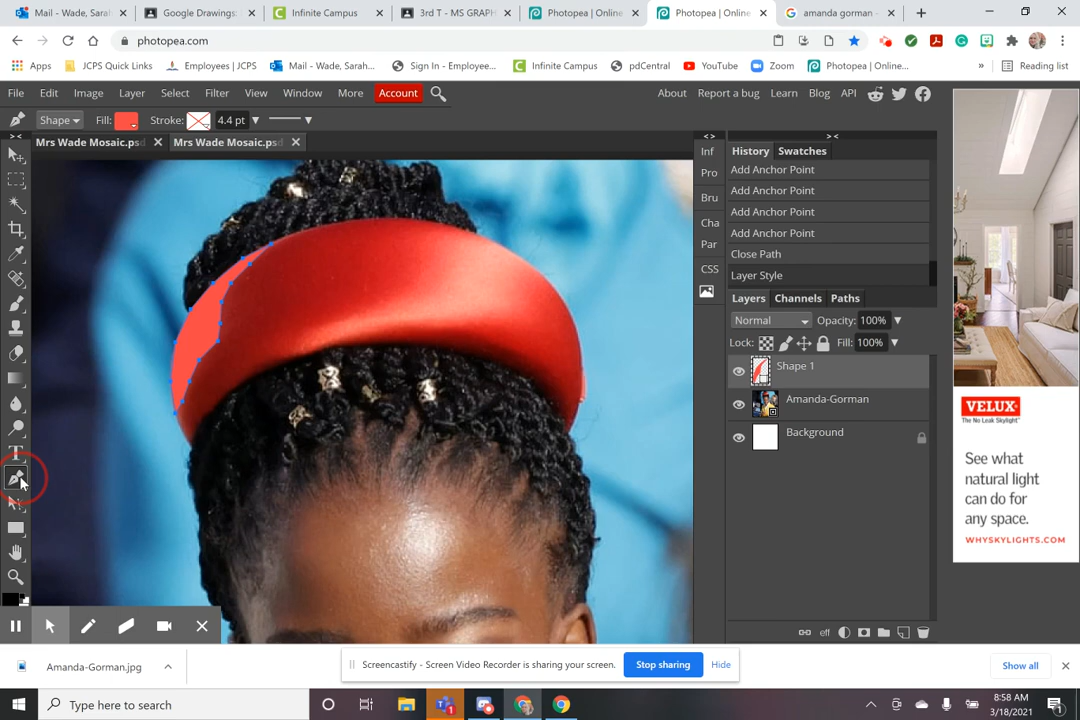 Mail - Wade, Sarah
Google Drawings:
Infinite Campus
3rd T - MS GRAPH
Photopea | Online
Photopea | Online
amanda gorman -
photopea.com
Apps
JCPS Quick Links
Employees | JCPS
Mail - Wade, Sarah...
Sign In - Employee...
Infinite Campus
pdCentral
YouTube
Zoom
Photopea | Online...
»
Reading list
File
Edit
Image
Layer
Select
Filter
View
Window
More
Account
About
Report a bug
Learn
Blog
API
Shape
Fill:
Stroke:
4.4 pt
> <
Mrs Wade Mosaic.psd
Mrs Wade Mosaic.psd
< >
> <
Inf
Pro
Bru
Cha
Par
CSS
History
Swatches
Add Anchor Point
Add Anchor Point
Add Anchor Point
Add Anchor Point
Close Path
Layer Style
Layers
Channels
Paths
Normal
Opacity:
100%
Lock:
Fill:
100%
Shape 1
Amanda-Gorman
Background
eff
VELUX
The No Leak Skylight
See what
natural light
can do for
any space.
WHYSKYLIGHTS.COM
Amanda-Gorman.jpg
Screencastify - Screen Video Recorder is sharing your screen.
Stop sharing
Hide
Show all
Type here to search
1
8:58 AM
3/18/2021
1